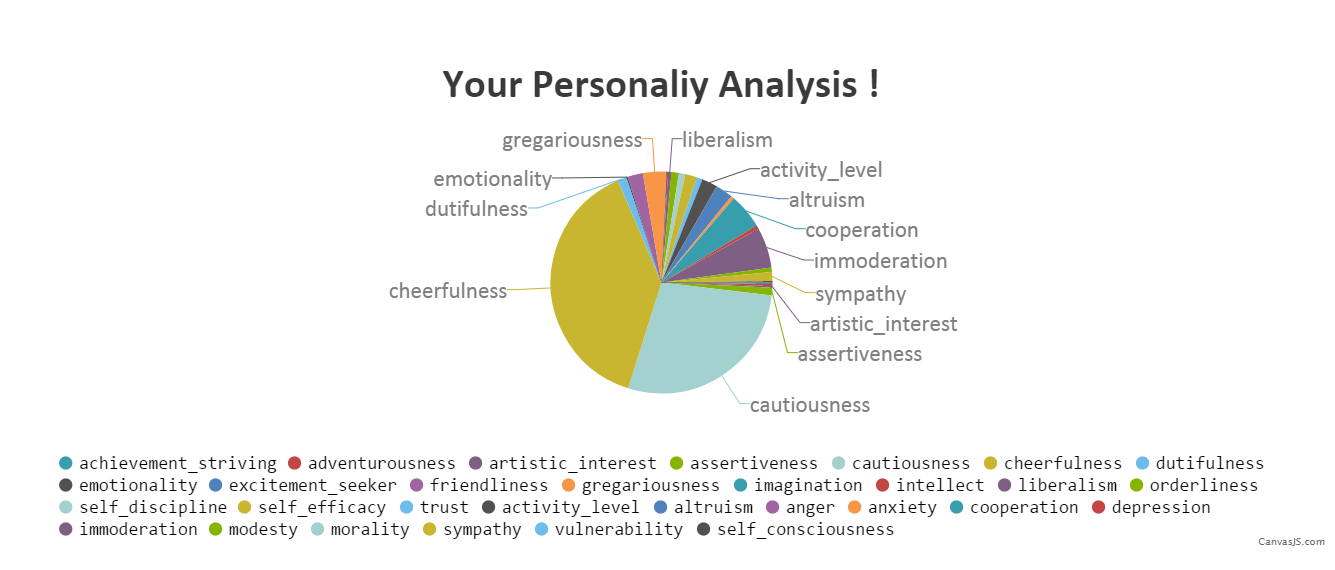 Your Personaliy Analysis !
gregariousness
liberalism
emotionality
activity_level
dutifulness
altruism
cooperation
immoderation
cheerfulness
sympathy
artistic_interest
assertiveness
cautiousness
achievement_striving adventurousness artistic_interest assertiveness cautiousness cheerfulness dutifulness
emotionality excitement_seeker friendliness gregariousness imagination intellect liberalism orderliness
self_discipline self_efficacy trust activity_level altruism anger anxiety cooperation depression
immoderation modesty morality sympathy vulnerability self_consciousness
CanvasJS.com